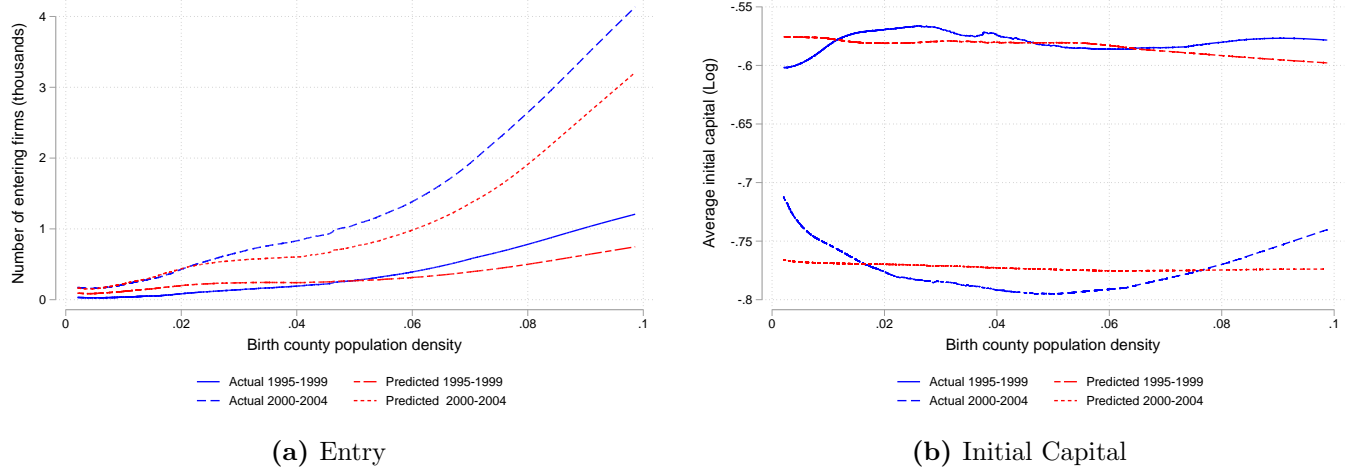 Number of entering firms (thousands)
4
3
2
1
0
0 .02 .04 .06 .08 .1
Birth county population density
Actual 1995-1999 Predicted 1995-1999
Actual 2000-2004 Predicted 2000-2004
(a) Entry
Average initial capital (Log)
-.55
-.6
-.65
-.7
-.75
-.8
0 .02 .04 .06 .08 .1
Birth county population density
Actual 1995-1999 Predicted 1995-1999
Actual 2000-2004 Predicted 2000-2004
(b) Initial Capital